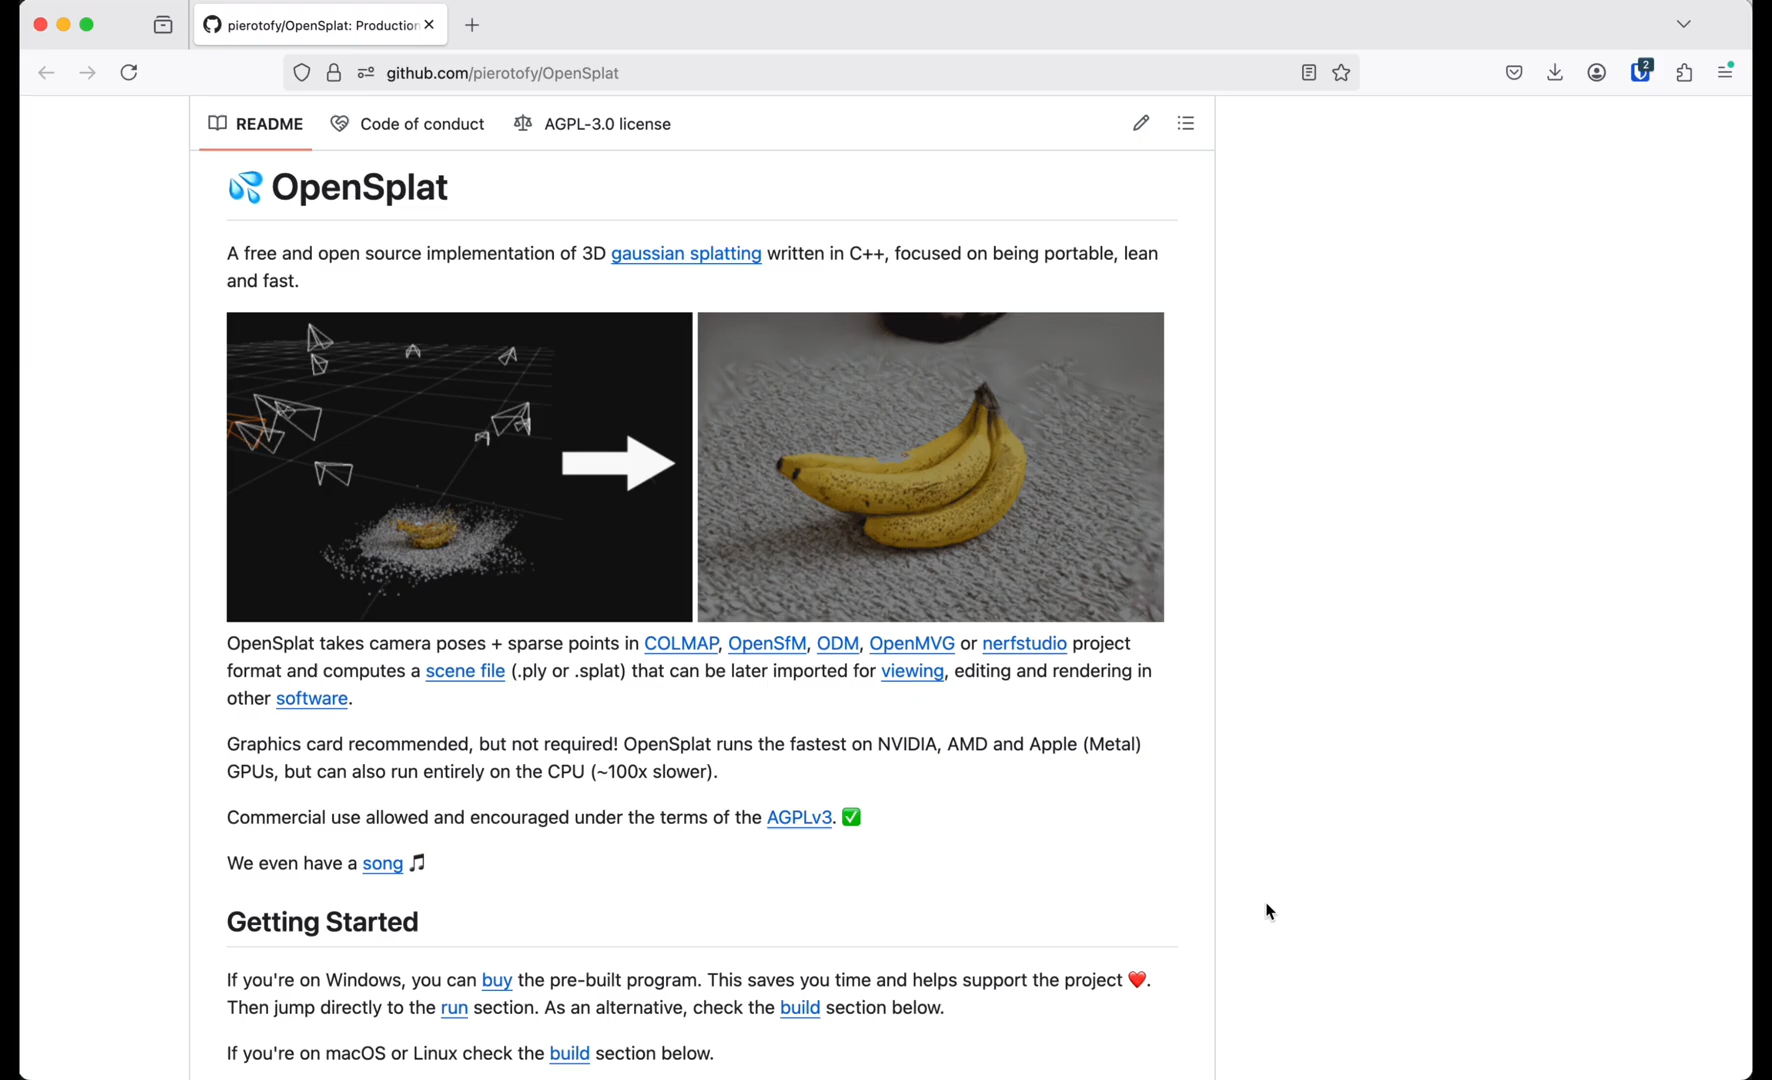 pierotofy/OpenSplat: Production
github.com/pierotofy/OpenSplat
2
README
Code of conduct
AGPL-3.0 license
💦 OpenSplat
A free and open source implementation of 3D gaussian splatting written in C++, focused on being portable, lean
and fast.
OpenSplat takes camera poses + sparse points in COLMAP, OpenSfM, ODM, OpenMVG or nerfstudio project
format and computes a scene file (.ply or .splat) that can be later imported for viewing, editing and rendering in
other software.
Graphics card recommended, but not required! OpenSplat runs the fastest on NVIDIA, AMD and Apple (Metal)
GPUs, but can also run entirely on the CPU (~100x slower).
Commercial use allowed and encouraged under the terms of the AGPLv3. ✅
We even have a song 🎵
Getting Started
If you're on Windows, you can buy the pre-built program. This saves you time and helps support the project ❤️.
Then jump directly to the run section. As an alternative, check the build section below.
If you're on macOS or Linux check the build section below.